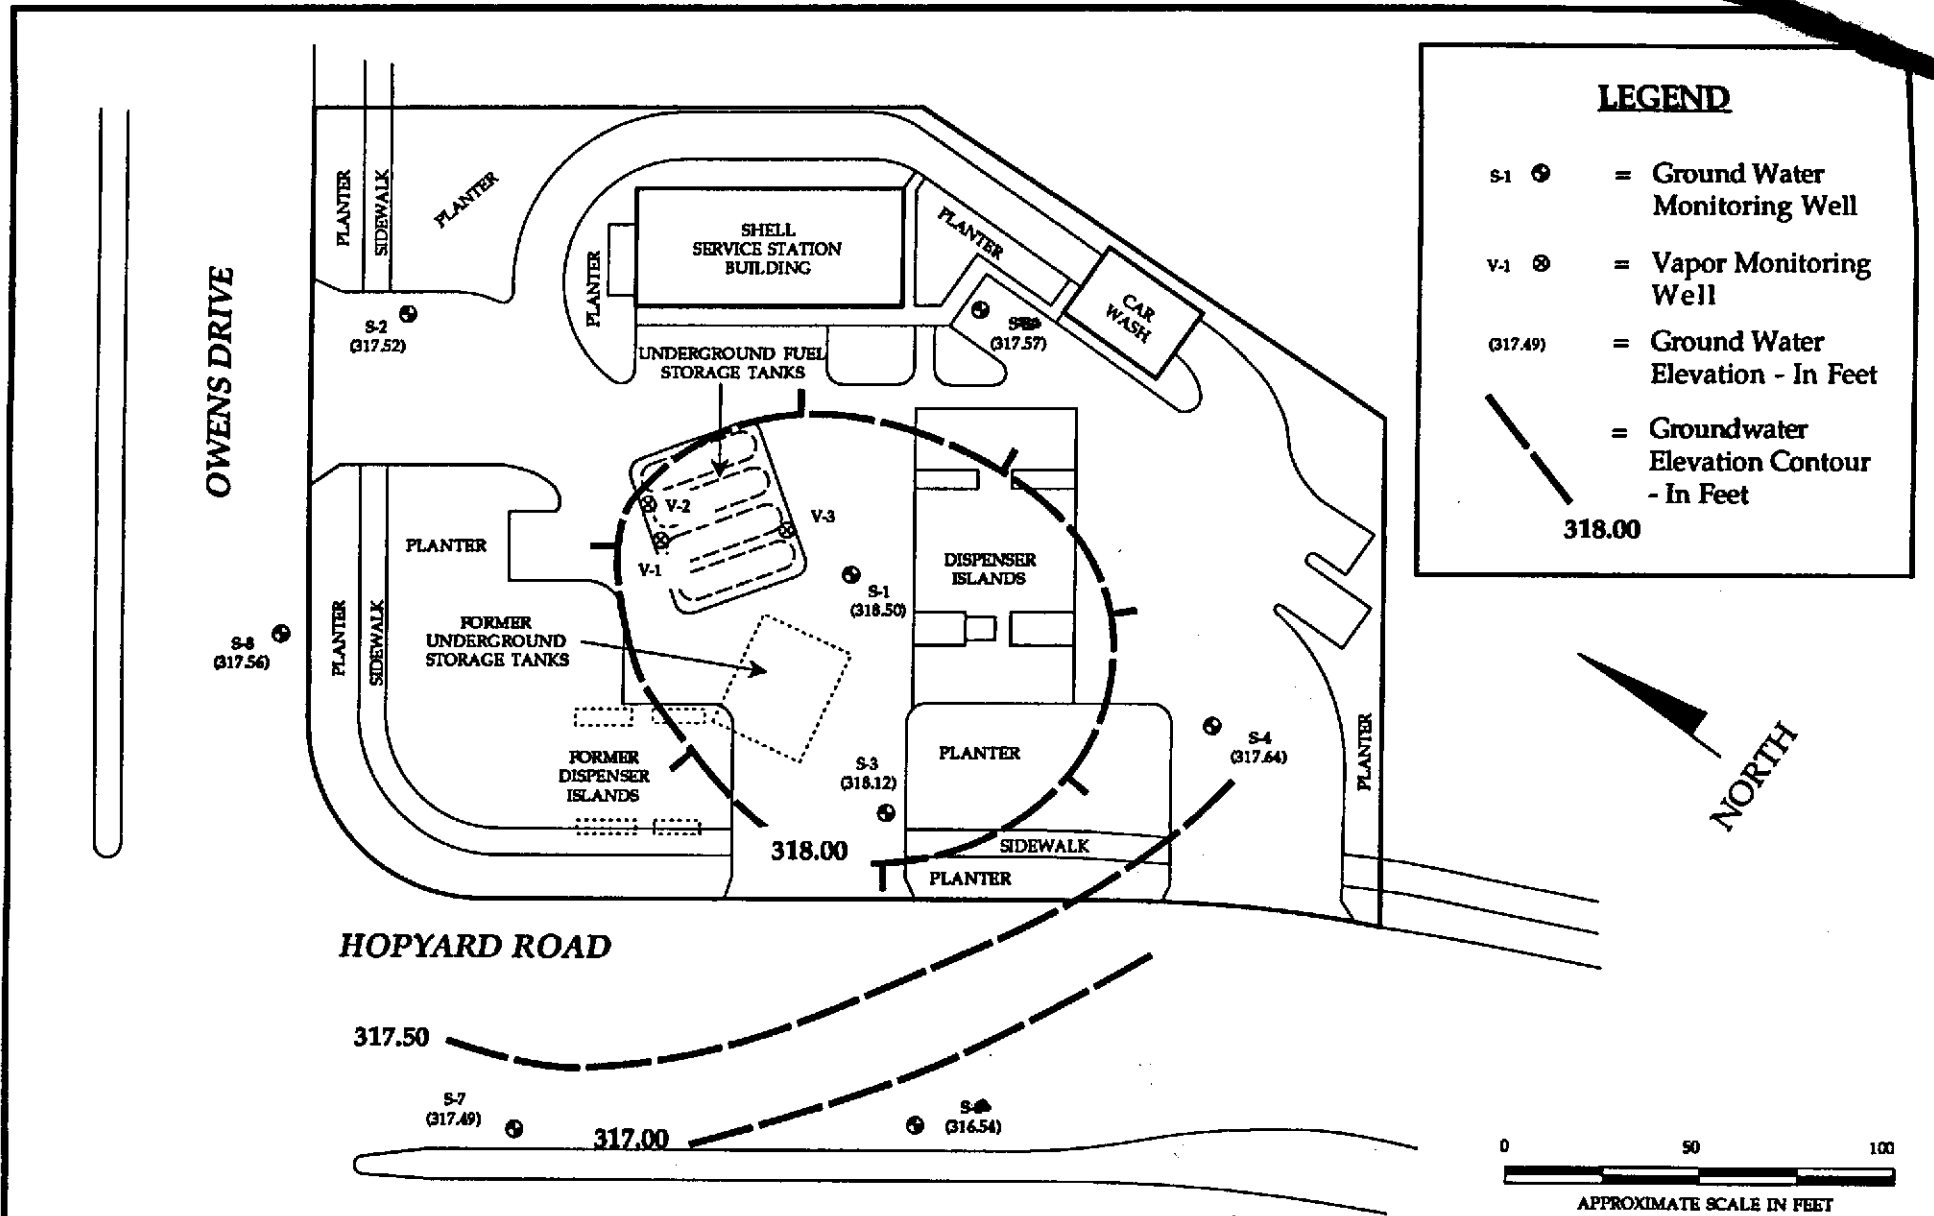 LEGEND
S-1 = Ground Water
Monitoring Well
V-1 = Vapor Monitoring
Well
(317.49) = Ground Water
Elevation - In Feet
= Groundwater
Elevation Contour
- In Feet
318.00
OWENS DRIVE
PLANTER
SIDEWALK
PLANTER
PLANTER
SHELL
SERVICE STATION
BUILDING
PLANTER
CAR
WASH
S-2
(317.52)
(317.57)
UNDERGROUND FUEL
STORAGE TANKS
V-2
V-3
V-1
PLANTER
S-1
(318.50)
DISPENSER
ISLANDS
S-8
(317.56)
PLANTER
SIDEWALK
FORMER
UNDERGROUND
STORAGE TANKS
FORMER
DISPENSER
ISLANDS
S-3
(318.12)
PLANTER
S-4
(317.64)
PLANTER
318.00
SIDEWALK
PLANTER
NORTH
HOPYARD ROAD
317.50
S-7
(317.49)
317.00
(316.54)
0 50 100
APPROXIMATE SCALE IN FEET